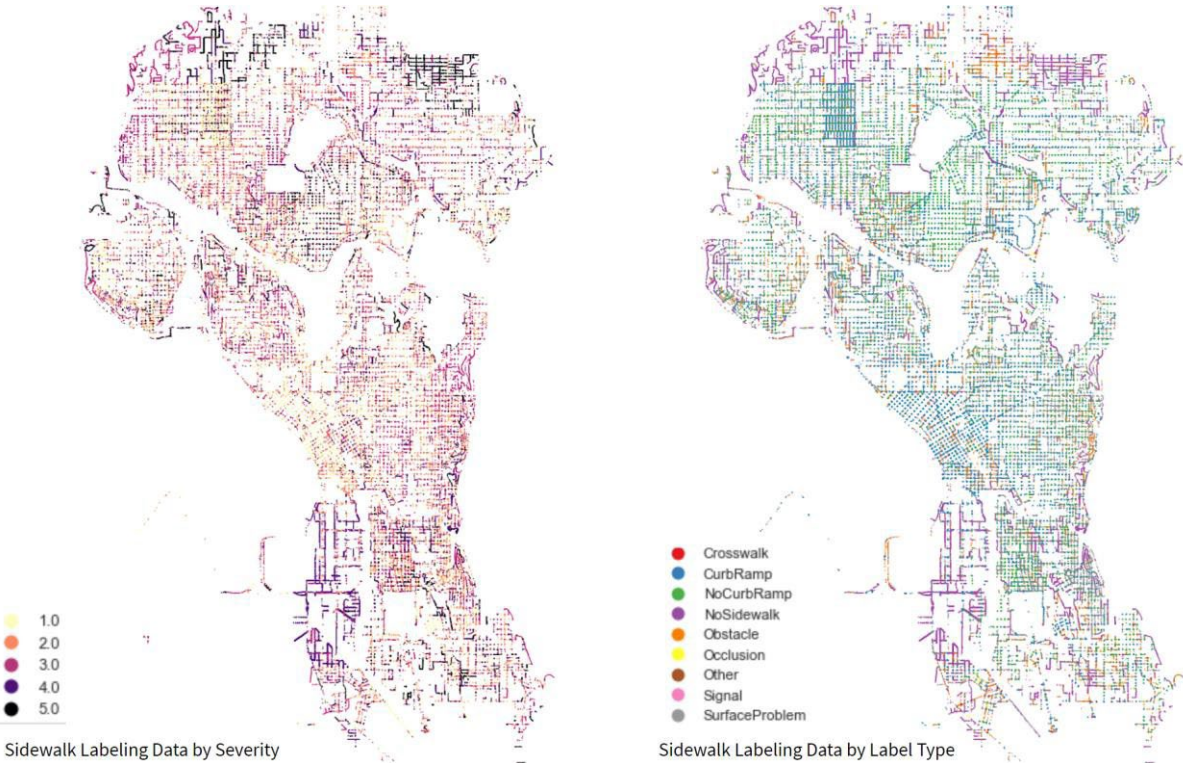 1.0
2.0
3.0
4.0
5.0
Sidewalk Labeling Data by Severity
Crosswalk
CurbRamp
NoCurbRamp
NoSidewalk
Obstacle
Occlusion
Other
Signal
SurfaceProblem
Sidewalk Labeling Data by Label Type